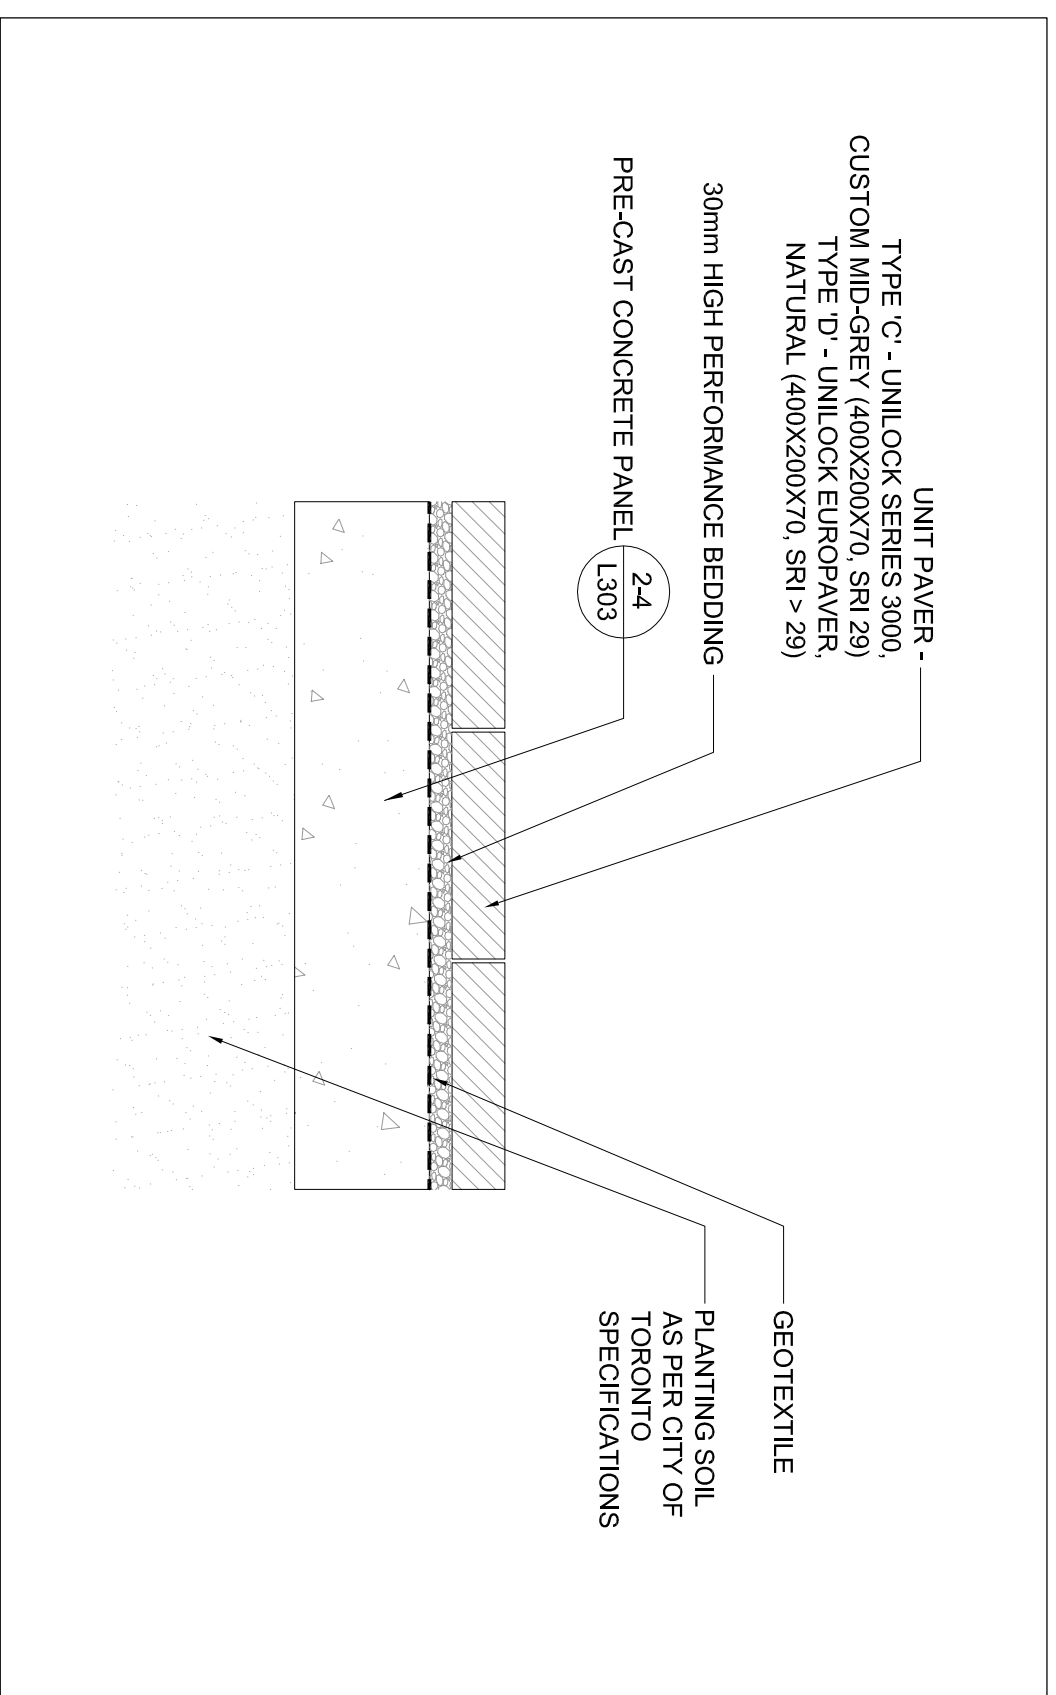 UNIT PAVER -
TYPE 'C' - UNILOCK SERIES 3000,
CUSTOM MID-GREY (400X200X70, SRI 29)
TYPE 'D' - UNILOCK EUROPAVER,
NATURAL (400X200X70, SRI > 29)
30mm HIGH PERFORMANCE BEDDING
PRE-CAST CONCRETE PANEL
2-4
L303
GEOTEXTILE
PLANTING SOIL
AS PER CITY OF
TORONTO
SPECIFICATIONS